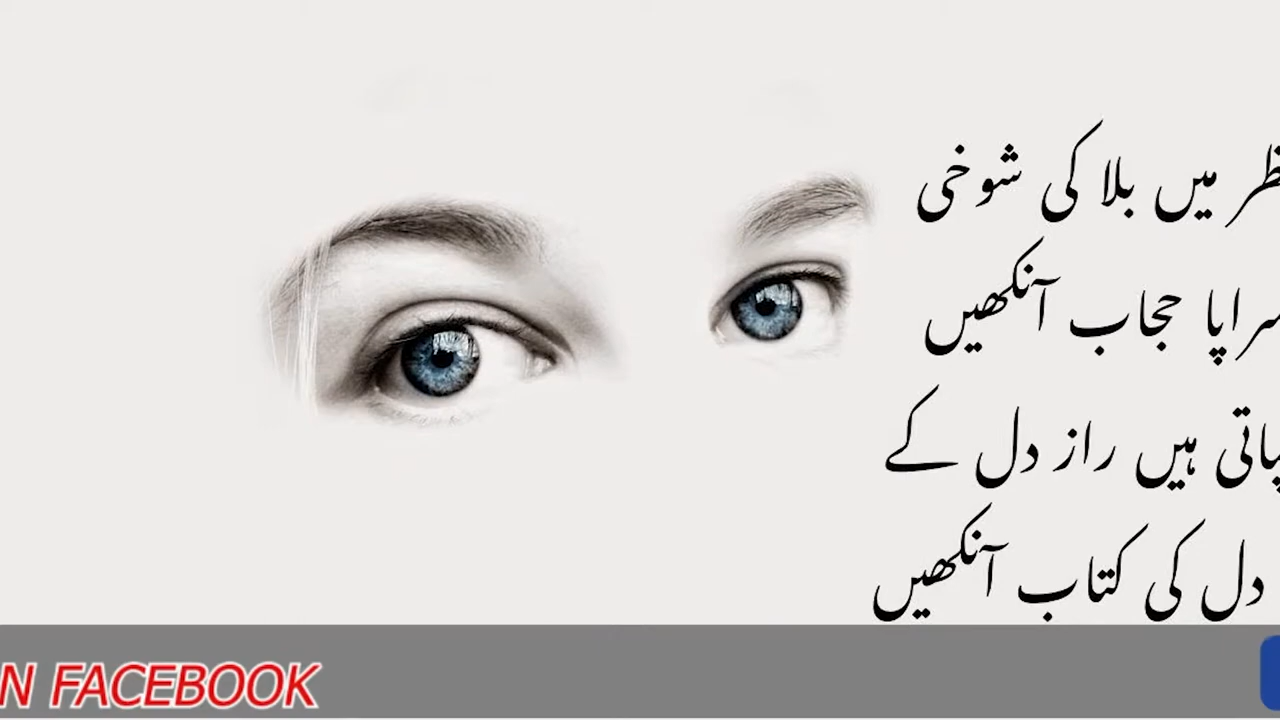 میں بلا کی شوخی
سراپا حجاب آنکھیں
ہیں راز دل کے
دل کی کتاب آنکھیں
N FACEBOOK